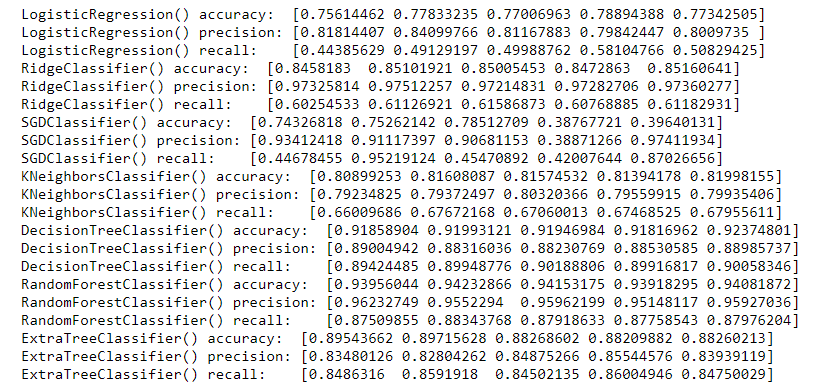 LogisticRegression() accuracy:  [0.75614462 0.77833235 0.77006963 0.78894388 0.77342505]
LogisticRegression() precision: [0.81814407 0.84099766 0.81167883 0.79842447 0.8009735 ]
LogisticRegression() recall:    [0.44385629 0.49129197 0.49988762 0.58104766 0.50829425]
RidgeClassifier() accuracy:  [0.8458183  0.85101921 0.85005453 0.8472863  0.85160641]
RidgeClassifier() precision: [0.97325814 0.97512257 0.97214831 0.97282706 0.97360277]
RidgeClassifier() recall:    [0.60254533 0.61126921 0.61586873 0.60768885 0.61182931]
SGDClassifier() accuracy:  [0.74326818 0.75262142 0.78512709 0.38767721 0.39640131]
SGDClassifier() precision: [0.93412418 0.91117397 0.90681153 0.38871266 0.97411934]
SGDClassifier() recall:    [0.44678455 0.95219124 0.45470892 0.42007644 0.87026656]
KNeighborsClassifier() accuracy:  [0.80899253 0.81608087 0.81574532 0.81394178 0.81998155]
KNeighborsClassifier() precision: [0.79234825 0.79372497 0.80320366 0.79559915 0.79935406]
KNeighborsClassifier() recall:    [0.66009686 0.67672168 0.67060013 0.67468525 0.67955611]
DecisionTreeClassifier() accuracy:  [0.91858904 0.91993121 0.91946984 0.91816962 0.92374801]
DecisionTreeClassifier() precision: [0.89004942 0.88316036 0.88230769 0.88530585 0.88985737]
DecisionTreeClassifier() recall:    [0.89424485 0.89948776 0.90188806 0.89916817 0.90058346]
RandomForestClassifier() accuracy:  [0.93956044 0.94232866 0.94153175 0.93918295 0.94081872]
RandomForestClassifier() precision: [0.96232749 0.9552294  0.95962199 0.95148117 0.95927036]
RandomForestClassifier() recall:    [0.87509855 0.88343768 0.87918633 0.87758543 0.87976204]
ExtraTreeClassifier() accuracy:  [0.89543662 0.89715628 0.88268602 0.88209882 0.88260213]
ExtraTreeClassifier() precision: [0.83480126 0.82804262 0.84875266 0.85544576 0.83939119]
ExtraTreeClassifier() recall:    [0.8486316  0.8591918  0.84502135 0.86004946 0.84750029]